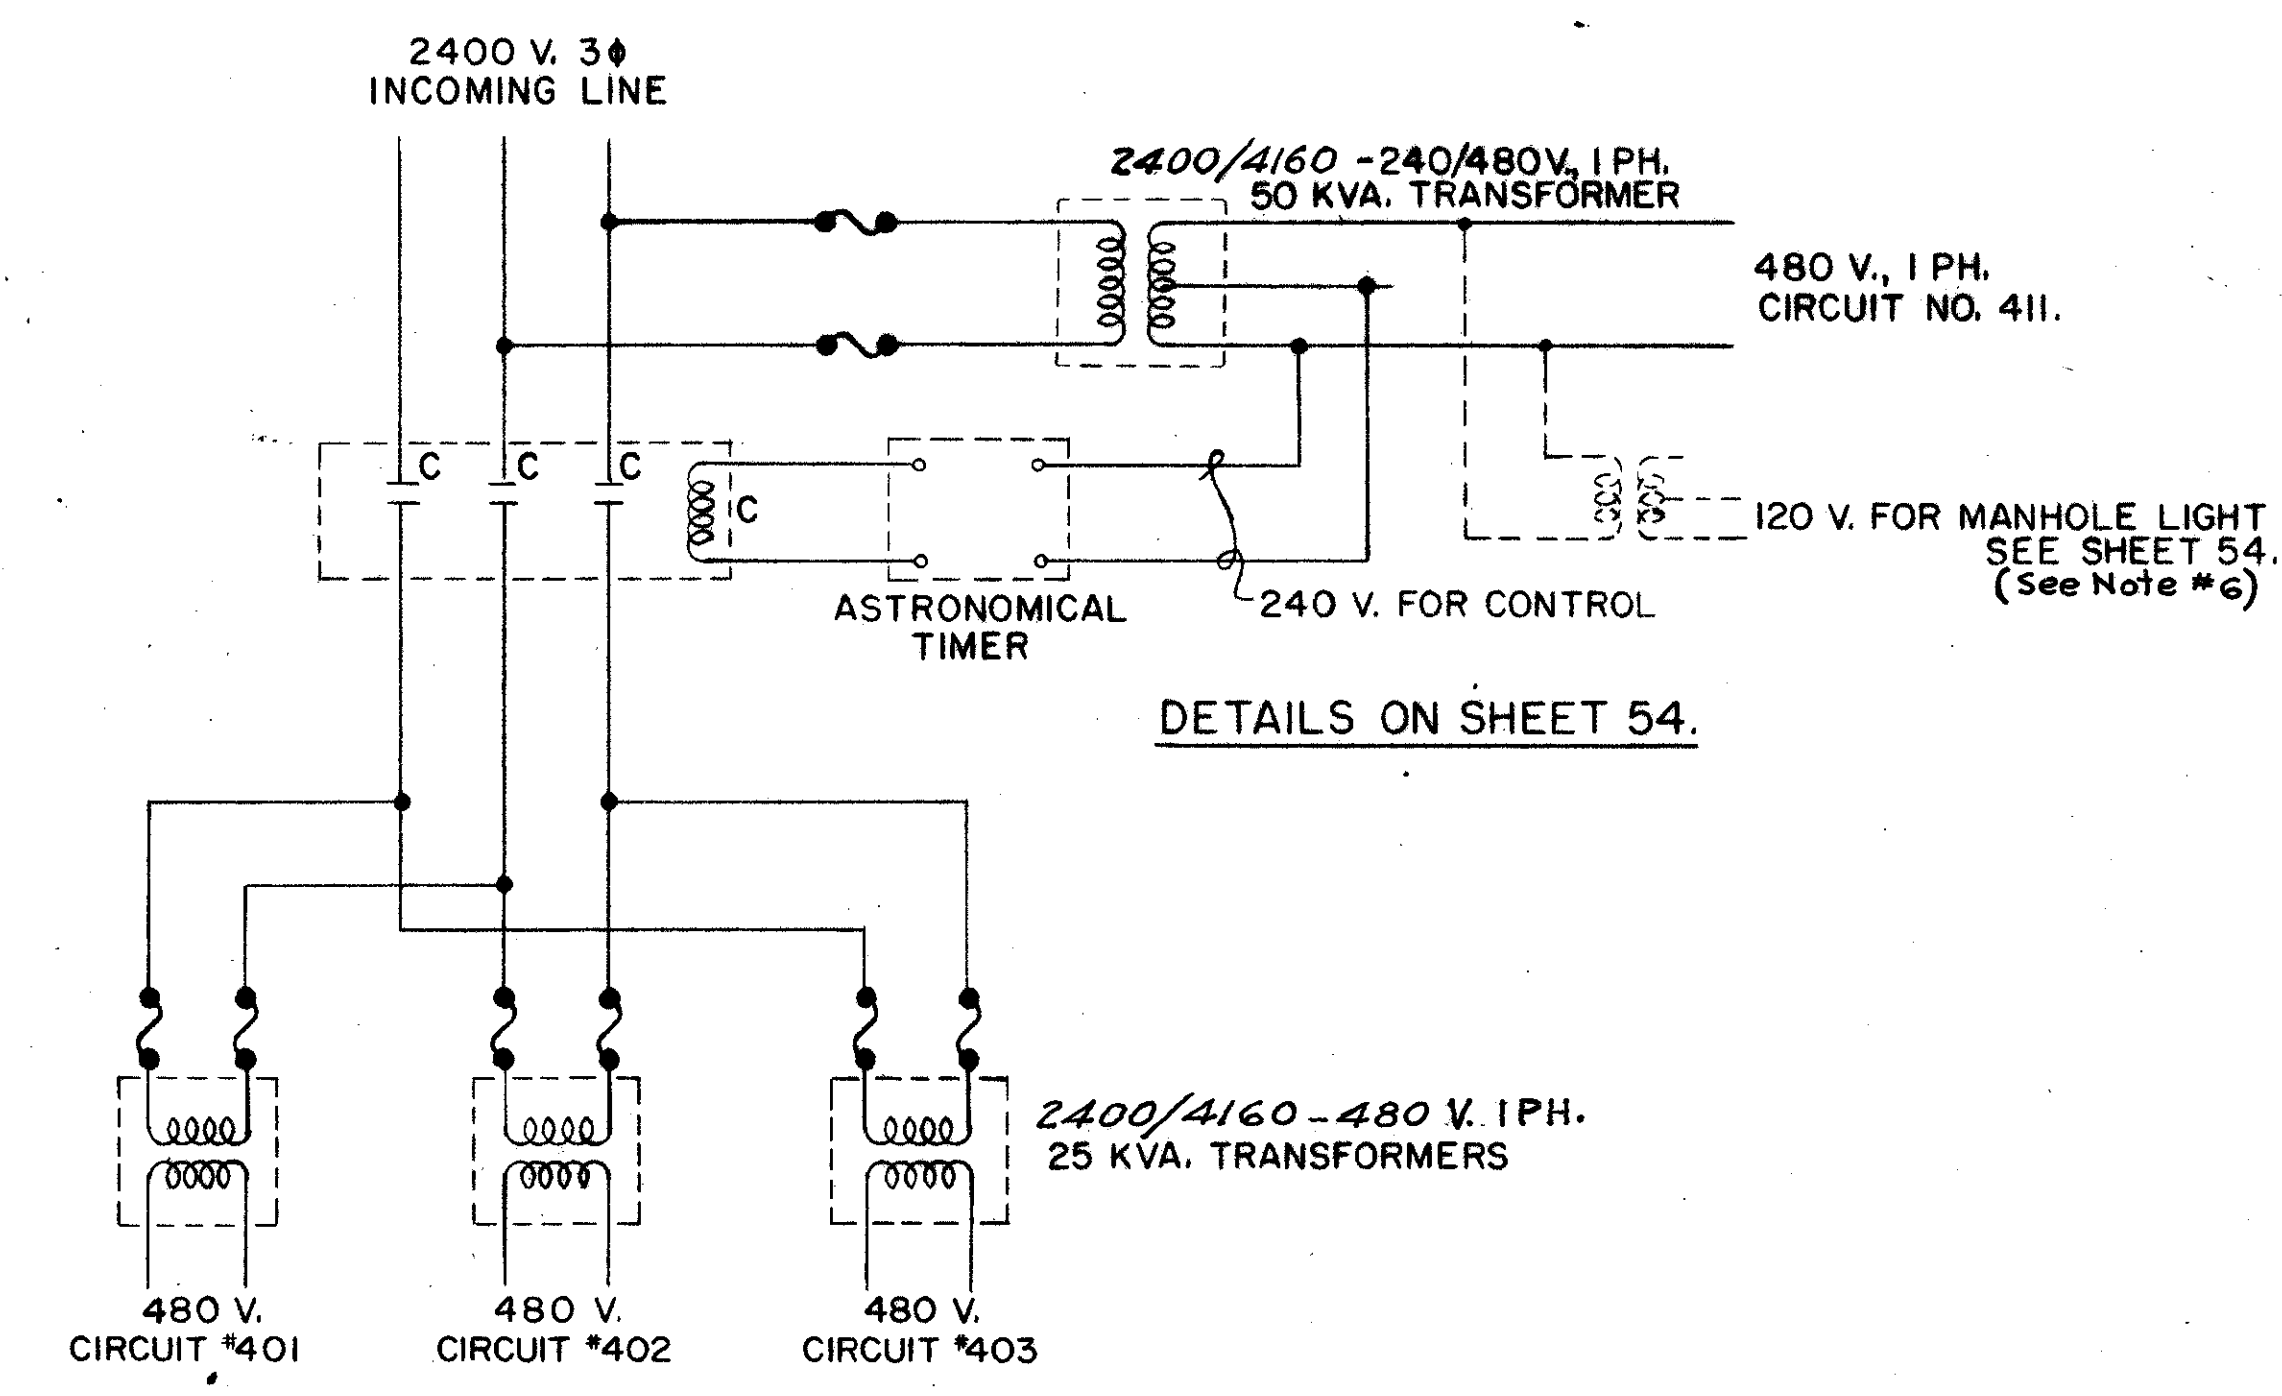 2400 V. 3ϕ
INCOMING LINE
2400/4160 -240/480V., 1 PH.
50 KVA. TRANSFORMER
480 V., 1 PH.
CIRCUIT NO. 411.
C
C
C
C
120 V. FOR MANHOLE LIGHT
SEE SHEET 54.
(See Note #6)
ASTRONOMICAL
TIMER
240 V. FOR CONTROL
DETAILS ON SHEET 54.
2400/4160-480 V. 1 PH.
25 KVA. TRANSFORMERS
480 V.
CIRCUIT #401
480 V.
CIRCUIT #402
480 V.
CIRCUIT #403